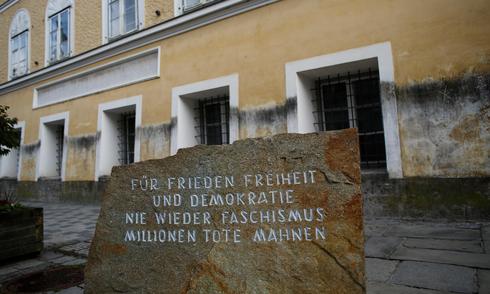 FÜR FRIEDEN FREIHEIT
UND DEMOKRATIE
NIE WIEDER FASCHISMUS
MILLIONEN TOTE MAHNEN